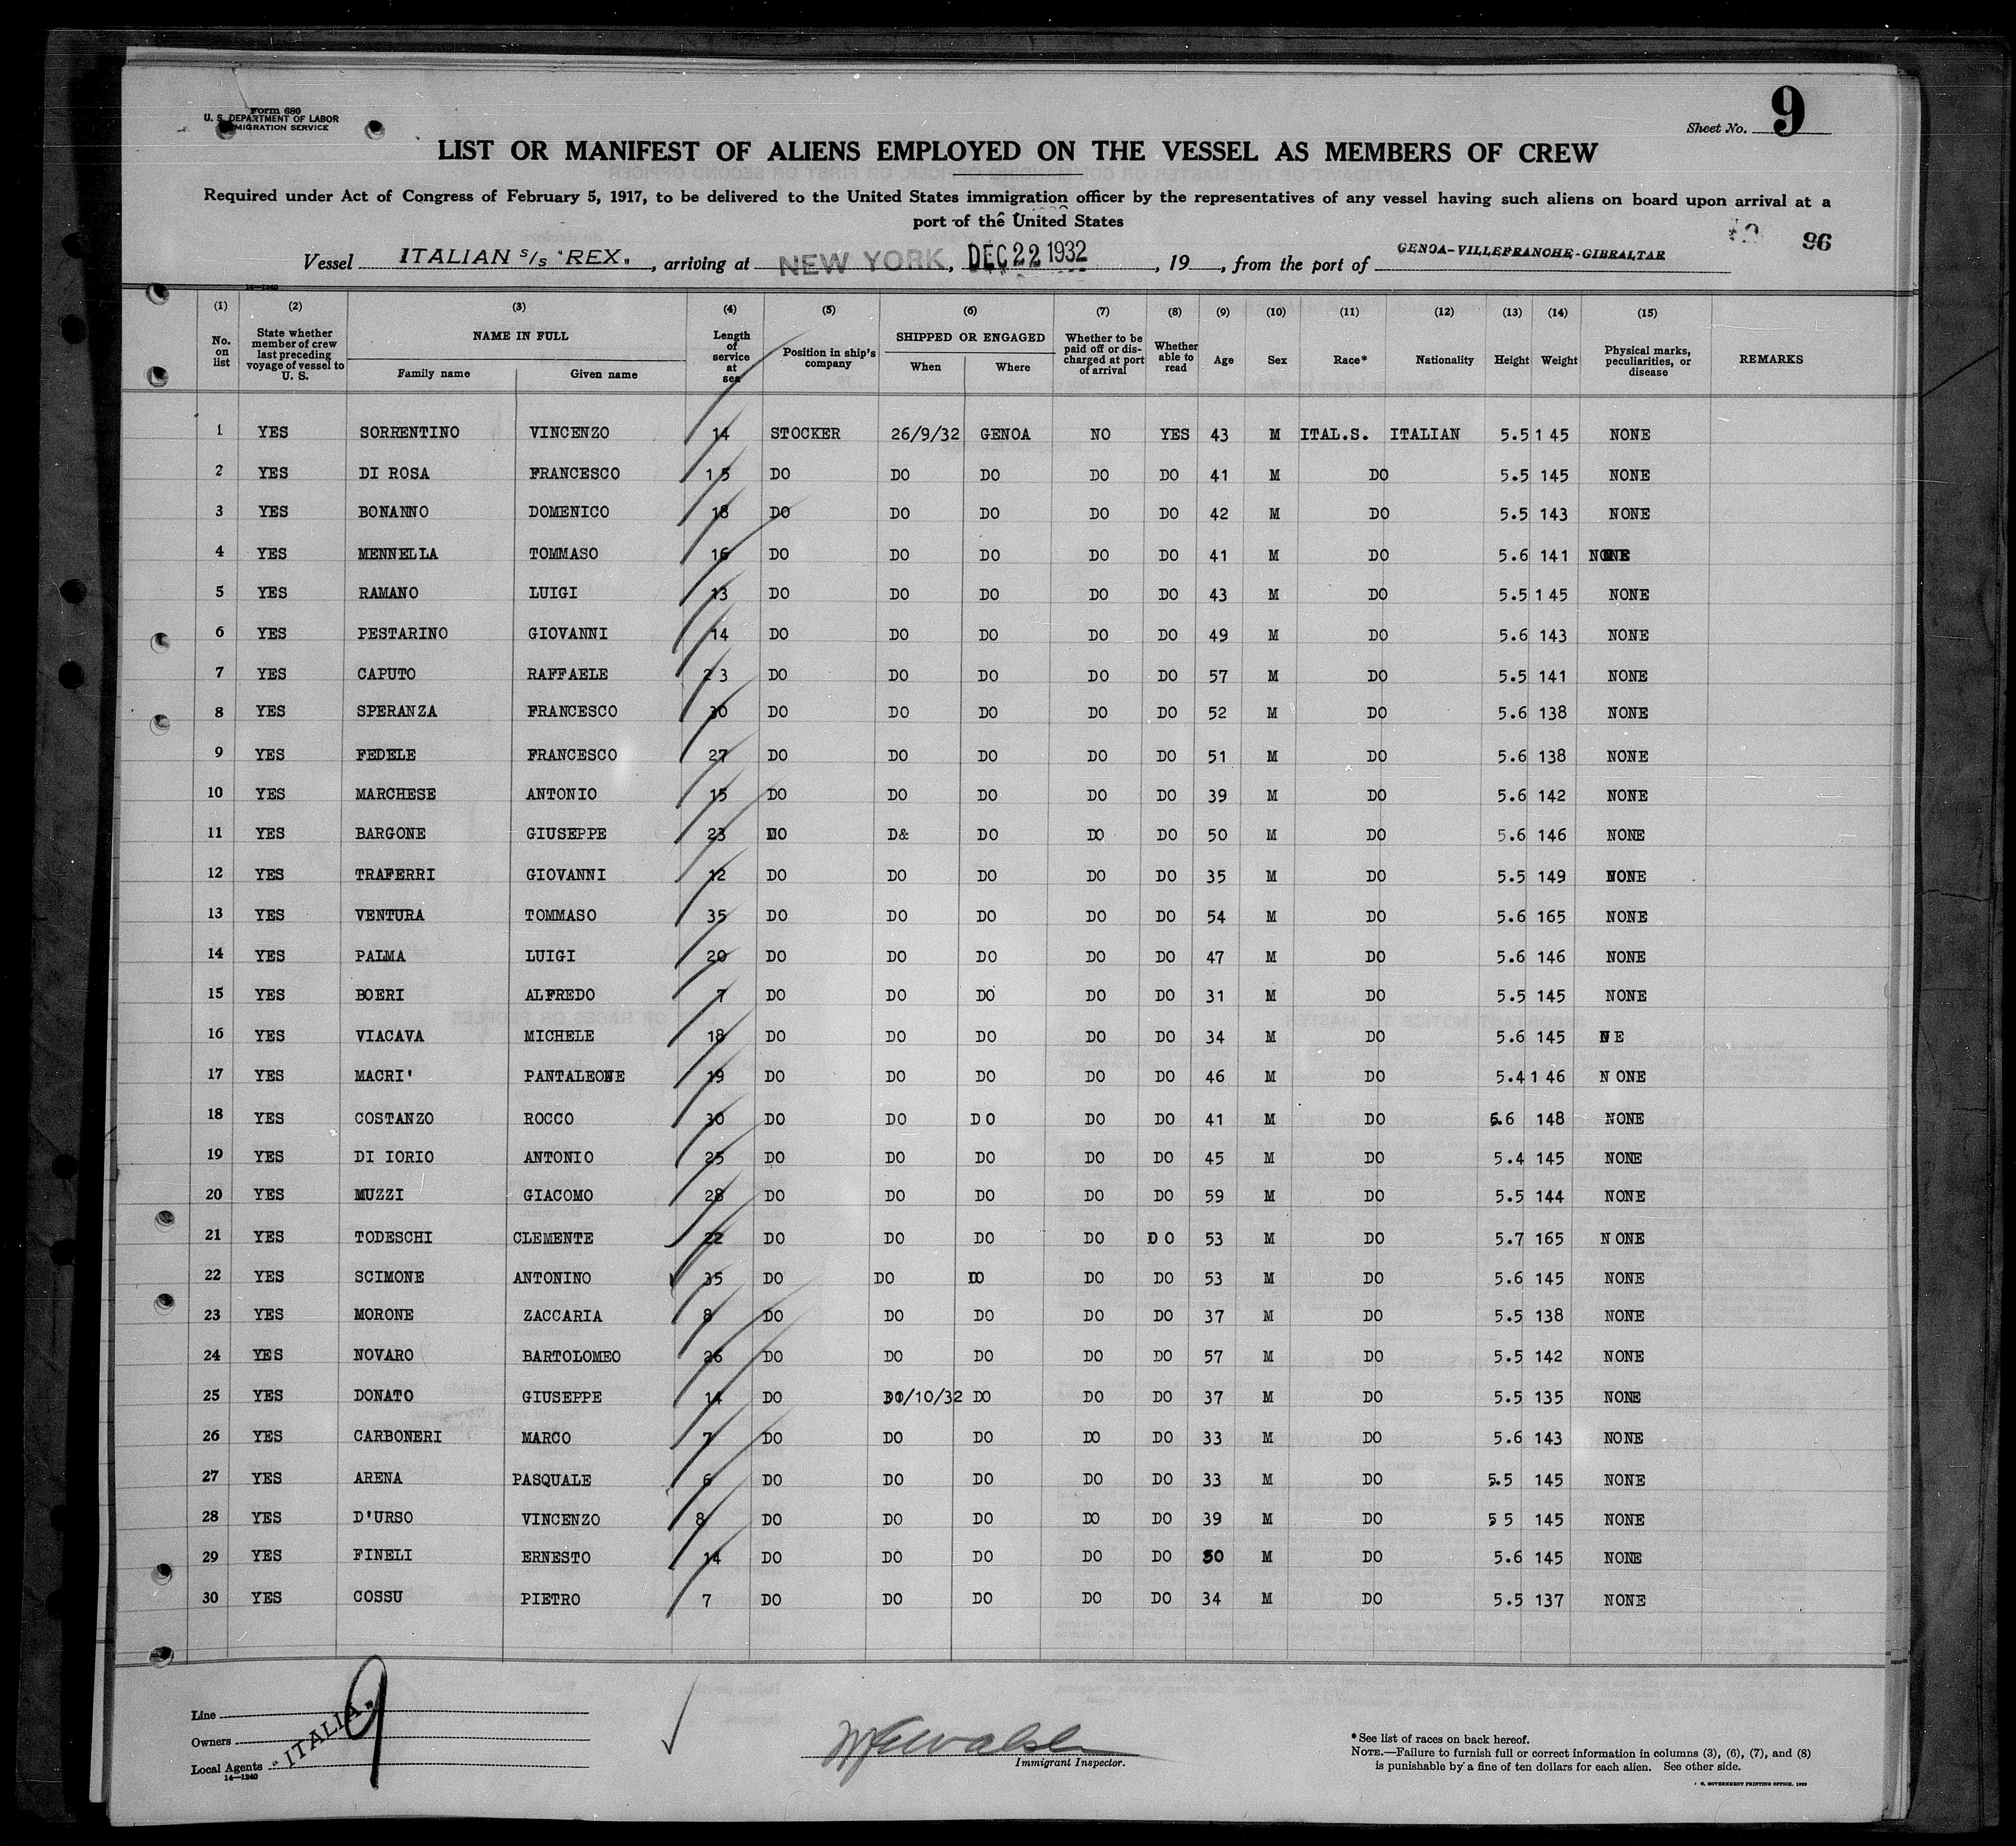 Form 680
U. S. DEPARTMENT OF LABOR
IMMIGRATION SERVICE
Sheet No. 9
LIST OR MANIFEST OF ALIENS EMPLOYED ON THE VESSEL AS MEMBERS OF CREW
Required under Act of Congress of February 5, 1917, to be delivered to the United States immigration officer by the representatives of any vessel having such aliens on board upon arrival at a
port of the United States
96
Vessel ITALIAN S/S "REX", arriving at NEW YORK, DEC 22 1932, 19 , from the port of GENOA-VILLEFRANCHE-GIBRALTAR
14—1240
(1) (2) (3) (4) (5) (6) (7) (8) (9) (10) (11) (12) (13) (14) (15)
No. on list State whether member of crew last preceding voyage of vessel to U. S. NAME IN FULL Family name Given name Length of service at sea Position in ship's company SHIPPED OR ENGAGED When Where Whether to be paid off or discharged at port of arrival Whether able to read Age Sex Race* Nationality Height Weight Physical marks, peculiarities, or disease REMARKS
1 YES SORRENTINO VINCENZO 14 STOCKER 26/9/32 GENOA NO YES 43 M ITAL.S. ITALIAN 5.5 1 45 NONE
2 YES DI ROSA FRANCESCO 15 DO DO DO DO DO 41 M DO 5.5 145 NONE
3 YES BONANNO DOMENICO 18 DO DO DO DO DO 42 M DO 5.5 143 NONE
4 YES MENNELLA TOMMASO 16 DO DO DO DO DO 41 M DO 5.6 141 NONE
5 YES RAMANO LUIGI 13 DO DO DO DO DO 43 M DO 5.5 1 45 NONE
6 YES PESTARINO GIOVANNI 14 DO DO DO DO DO 49 M DO 5.6 143 NONE
7 YES CAPUTO RAFFAELE 23 DO DO DO DO DO 57 M DO 5.5 141 NONE
8 YES SPERANZA FRANCESCO 30 DO DO DO DO DO 52 M DO 5.6 138 NONE
9 YES FEDELE FRANCESCO 27 DO DO DO DO DO 51 M DO 5.6 138 NONE
10 YES MARCHESE ANTONIO 15 DO DO DO DO DO 39 M DO 5.6 142 NONE
11 YES BARGONE GIUSEPPE 23 DO D& DO DO DO 50 M DO 5.6 146 NONE
12 YES TRAFERRI GIOVANNI 12 DO DO DO DO DO 35 M DO 5.5 149 NONE
13 YES VENTURA TOMMASO 35 DO DO DO DO DO 54 M DO 5.6 165 NONE
14 YES PALMA LUIGI 20 DO DO DO DO DO 47 M DO 5.6 146 NONE
15 YES BOERI ALFREDO 7 DO DO DO DO DO 31 M DO 5.5 145 NONE
16 YES VIACAVA MICHELE 18 DO DO DO DO DO 34 M DO 5.6 145 N E
17 YES MACRI' PANTALEONE 19 DO DO DO DO DO 46 M DO 5.4 1 46 N ONE
18 YES COSTANZO ROCCO 30 DO DO D O DO DO 41 M DO 5.6 148 NONE
19 YES DI IORIO ANTONIO 25 DO DO DO DO DO 45 M DO 5.4 145 NONE
20 YES MUZZI GIACOMO 28 DO DO DO DO DO 59 M DO 5.5 144 NONE
21 YES TODESCHI CLEMENTE 22 DO DO DO DO D O 53 M DO 5.7 165 N ONE
22 YES SCIMONE ANTONINO 35 DO DO DO DO DO 53 M DO 5.6 145 NONE
23 YES MORONE ZACCARIA 8 DO DO DO DO DO 37 M DO 5.5 138 NONE
24 YES NOVARO BARTOLOMEO 26 DO DO DO DO DO 57 M DO 5.5 142 NONE
25 YES DONATO GIUSEPPE 14 DO /10/32 DO DO DO 37 M DO 5.5 135 NONE
26 YES CARBONERI MARCO 7 DO DO DO DO DO 33 M DO 5.6 143 NONE
27 YES ARENA PASQUALE 6 DO DO DO DO DO 33 M DO 5.5 145 NONE
28 YES D'URSO VINCENZO 8 DO DO DO DO DO 39 M DO 5 5 145 NONE
29 YES FINELI ERNESTO 14 DO DO DO DO DO 50 M DO 5.6 145 NONE
30 YES COSSU PIETRO 7 DO DO DO DO DO 34 M DO 5.5 137 NONE
Line
Owners
Local Agents "ITALIA"
14—1240
9
Immigrant Inspector.
* See list of races on back hereof.
NOTE.—Failure to furnish full or correct information in columns (3), (6), (7), and (8)
is punishable by a fine of ten dollars for each alien. See other side.
GOVERNMENT PRINTING OFFICE.